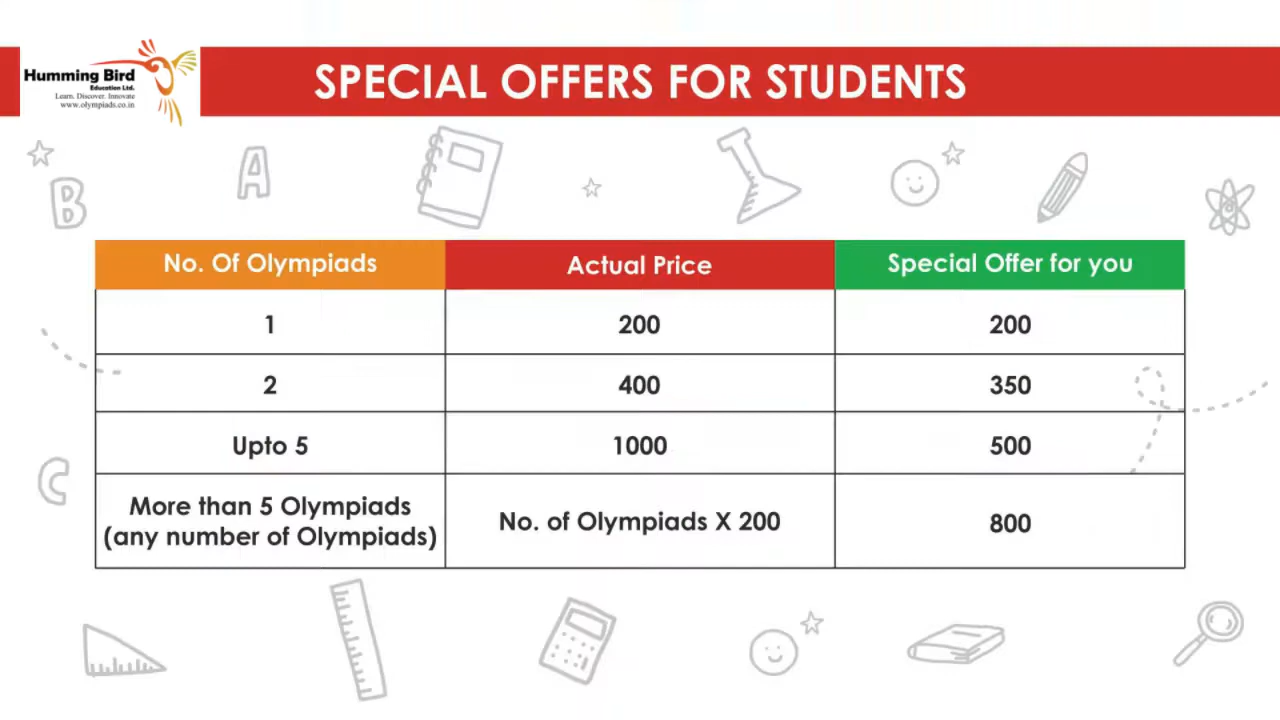 Humming Bird
Education Ltd.
Learn. Discover. Innovate
www.olympiads.co.in
SPECIAL OFFERS FOR STUDENTS
B
A
C
No. Of Olympiads
Actual Price
Special Offer for you
1
200
200
2
400
350
Upto 5
1000
500
More than 5 Olympiads
(any number of Olympiads)
No. of Olympiads X 200
800